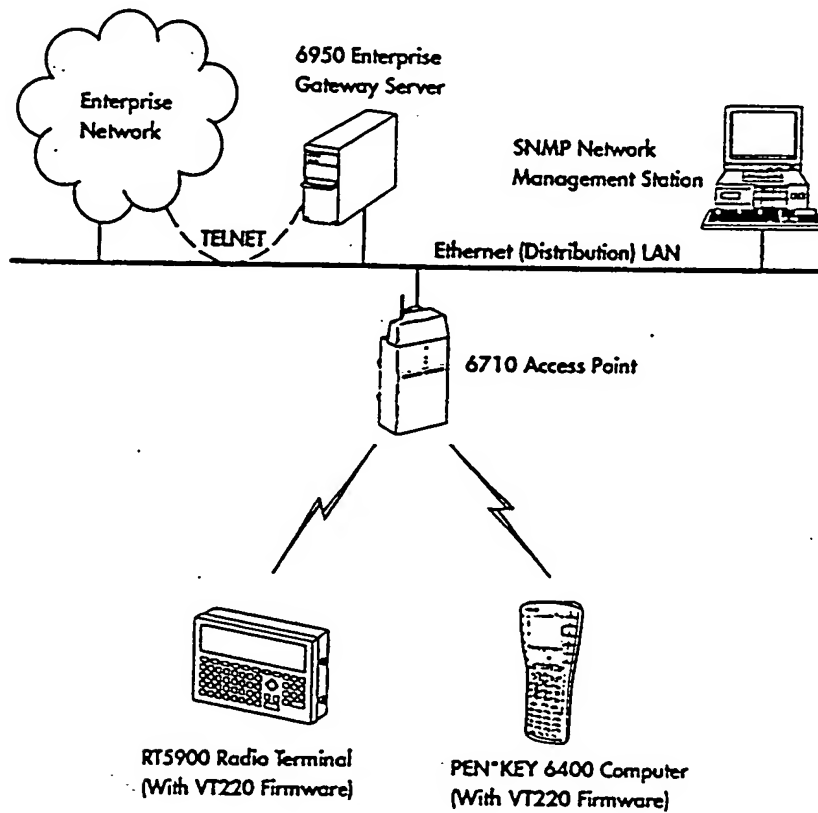 6950 Enterprise
Gateway Server
Enterprise
Network
SNMP Network
Management Station
TELNET
Ethernet (Distribution) LAN
6710 Access Point
RT5900 Radio Terminal
(With VT220 Firmware)
PEN*KEY 6400 Computer
(With VT220 Firmware)